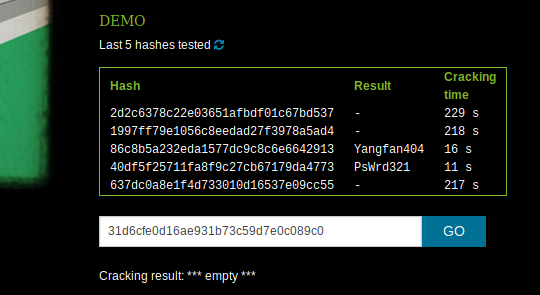 DEMO
Last 5 hashes tested
Hash Result Cracking time
2d2c6378c22e03651afbdf01c67bd537 - 229 s
1997ff79e1056c8eedad27f3978a5ad4 - 218 s
86c8b5a232eda1577dc9c8c6e6642913 Yangfan404 16 s
40df5f25711fa8f9c27cb67179da4773 PsWrd321 11 s
637dc0a8e1f4d733010d16537e09cc55 - 217 s
31d6cfe0d16ae931b73c59d7e0c089c0 GO
Cracking result: *** empty ***